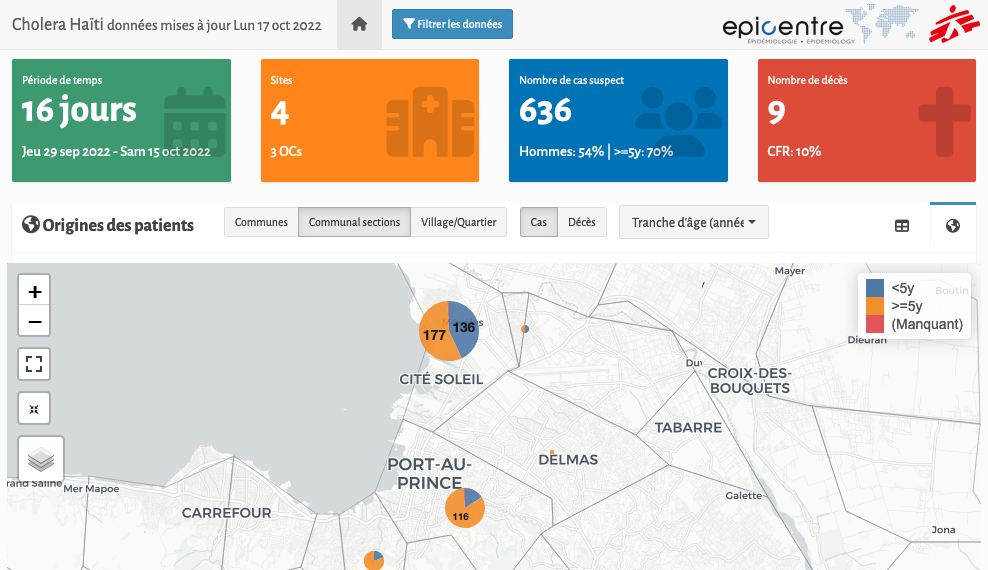 Cholera Haïti données mises à jour Lun 17 oct 2022
Filtrer les données
epicentre
ÉPIDÉMIOLOGIE • EPIDEMIOLOGY
Période de temps
16 jours
Jeu 29 sep 2022 - Sam 15 oct 2022
Sites
4
3 OCs
Nombre de cas suspect
636
Hommes: 54% | >=5y: 70%
Nombre de décès
9
CFR: 10%
Origines des patients
Communes
Communal sections
Village/Quartier
Cas
Décès
Tranche d'âge (anné
Mayer
<5y
>=5y
(Manquant)
Boutin
Dieuran
+
−
177
136
CITÉ SOLEIL
CROIX-DES-
BOUQUETS
TABARRE
DELMAS
PORT-AU-
PRINCE
rand Saline
Mer Mapoe
CARREFOUR
116
Galette
Jona